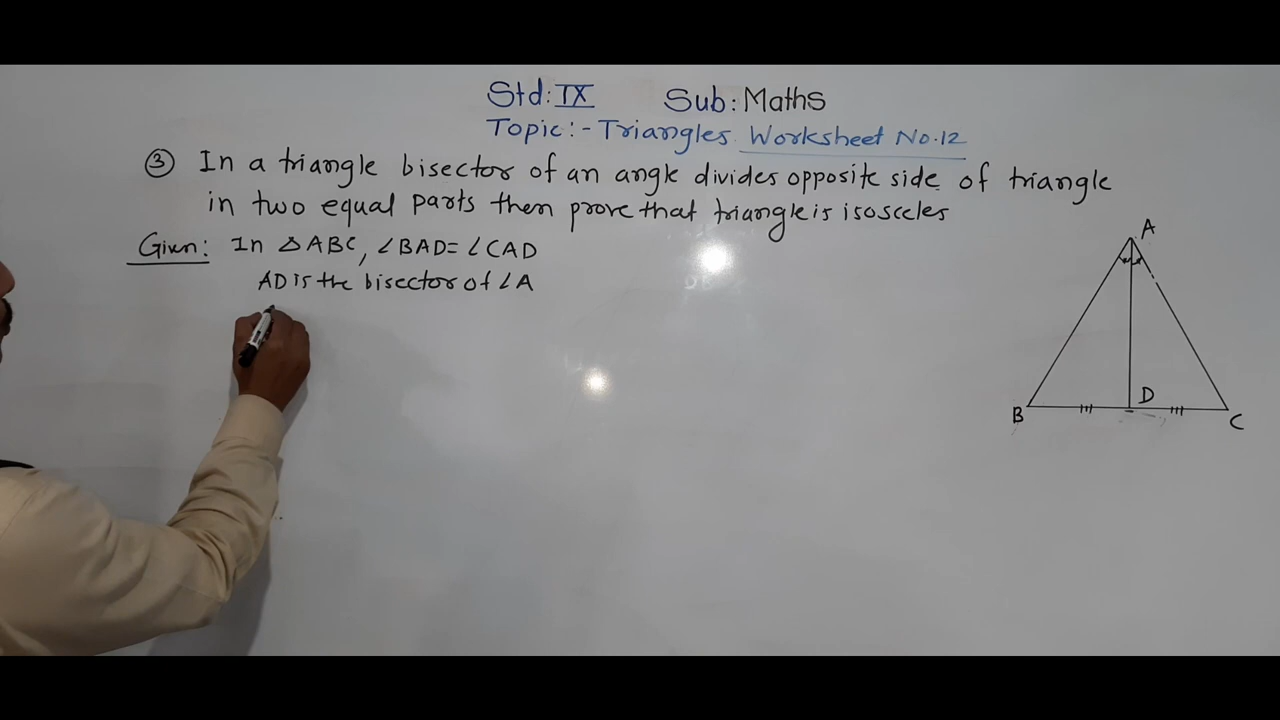 Std: IX Sub: Maths
Topic:- Triangles. Worksheet No.12
③ In a triangle bisector of an angle divides opposite side of triangle
in two equal parts then prove that triangle is isosceles
Given: In △ABC, ∠BAD = ∠CAD
AD is the bisector of ∠A
A
B
D
C